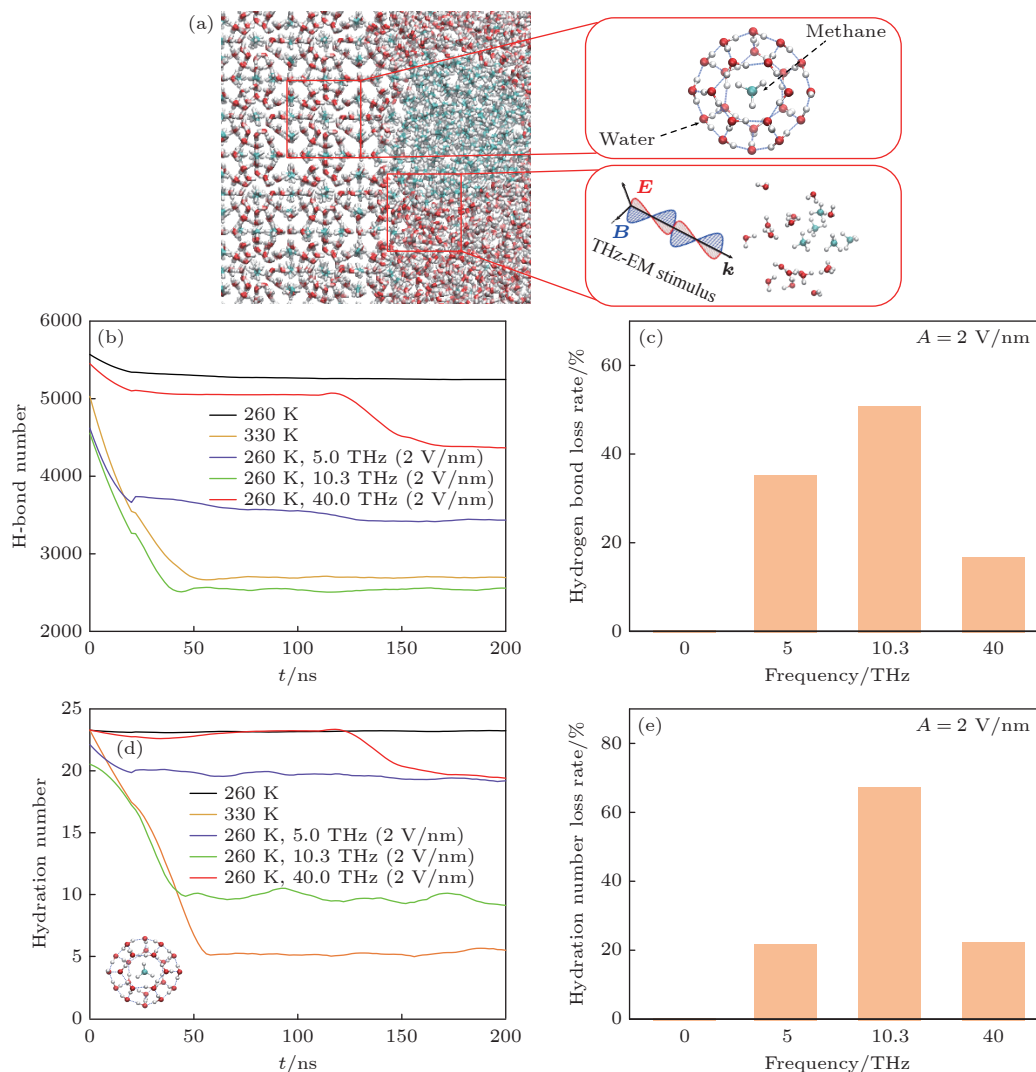 (a)
Methane
Water
E
B
k
THz-EM stimulus
(b)
6000
5000
4000
3000
2000
H-bond number
260 K
330 K
260 K, 5.0 THz (2 V/nm)
260 K, 10.3 THz (2 V/nm)
260 K, 40.0 THz (2 V/nm)
0 50 100 150 200
t/ns
(c)
A = 2 V/nm
60
40
20
0
Hydrogen bond loss rate/%
0 5 10.3 40
Frequency/THz
(d)
25
20
15
10
5
0
Hydration number
260 K
330 K
260 K, 5.0 THz (2 V/nm)
260 K, 10.3 THz (2 V/nm)
260 K, 40.0 THz (2 V/nm)
0 50 100 150 200
t/ns
(e)
A = 2 V/nm
80
60
40
20
0
Hydration number loss rate/%
0 5 10.3 40
Frequency/THz